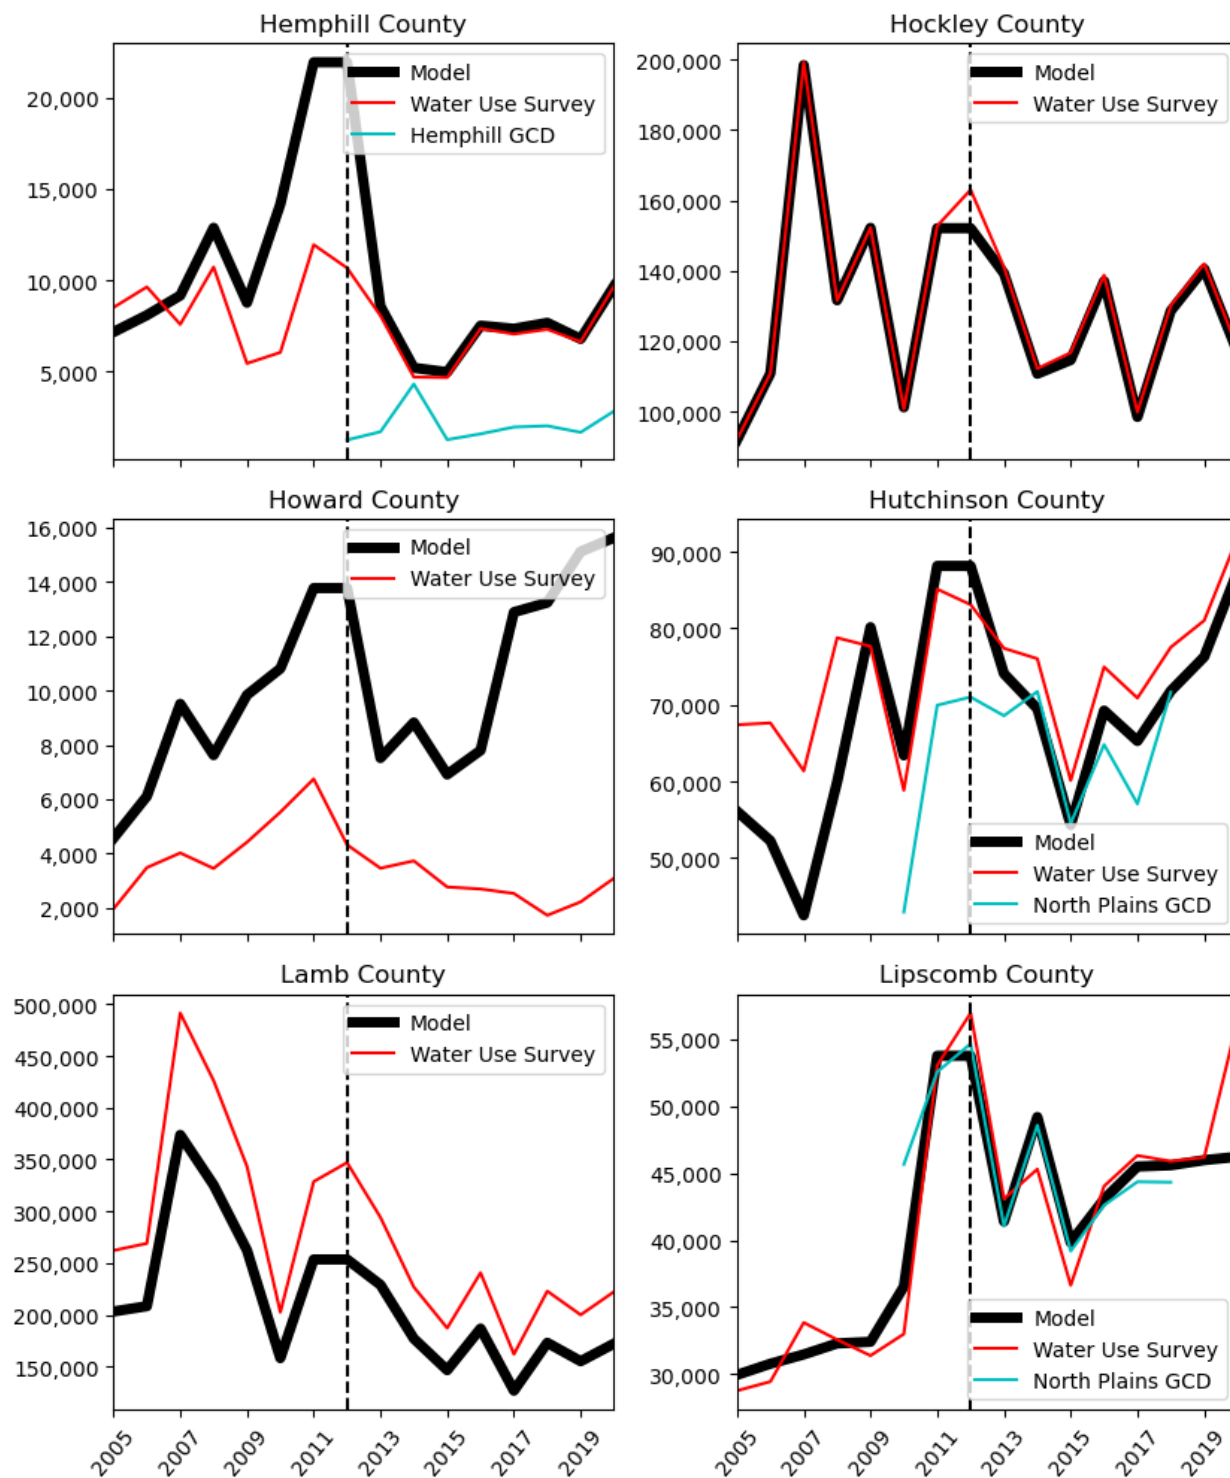 Hemphill County
20,000
15,000
10,000
5,000
Model
Water Use Survey
Hemphill GCD
Hockley County
200,000
180,000
160,000
140,000
120,000
100,000
Model
Water Use Survey
Howard County
16,000
14,000
12,000
10,000
8,000
6,000
4,000
2,000
Model
Water Use Survey
Hutchinson County
90,000
80,000
70,000
60,000
50,000
Model
Water Use Survey
North Plains GCD
Lamb County
500,000
450,000
400,000
350,000
300,000
250,000
200,000
150,000
Model
Water Use Survey
2005 2007 2009 2011 2013 2015 2017 2019
Lipscomb County
55,000
50,000
45,000
40,000
35,000
30,000
Model
Water Use Survey
North Plains GCD
2005 2007 2009 2011 2013 2015 2017 2019